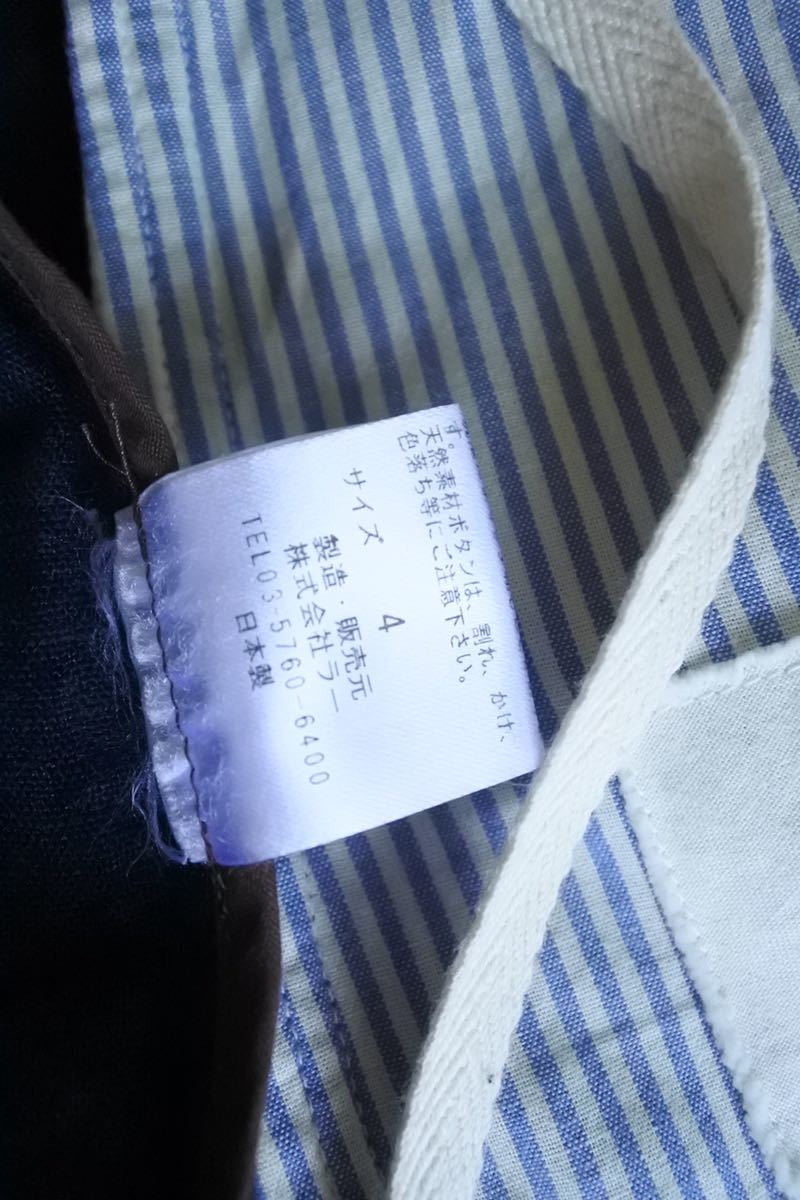 す。
天然素材ボタンは、割れ、かけ、
色落ち等にご注意下さい。
サイズ 4
製造・販売元
株式会社ラー
TEL03-5760-6400
日本製